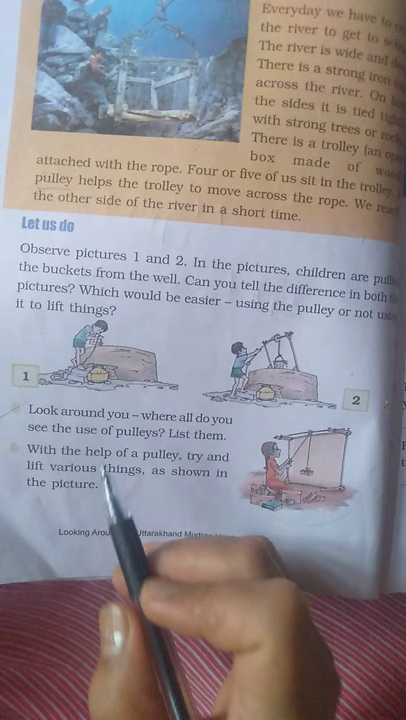 Everyday we have to
the river to get to
The river is wide and
There is a strong iron
across the river. On
the sides it is tied
with strong trees or
There is a trolley (an
box made of
attached with the rope. Four or five of us sit in the trolley.
pulley helps the trolley to move across the rope. We
the other side of the river in a short time.
Let us do
Observe pictures 1 and 2. In the pictures, children are
the buckets from the well. Can you tell the difference in both
pictures? Which would be easier – using the pulley or not
it to lift things?
1
2
Look around you – where all do you
see the use of pulleys? List them.
With the help of a pulley, try and
lift various things, as shown in
the picture.
Looking